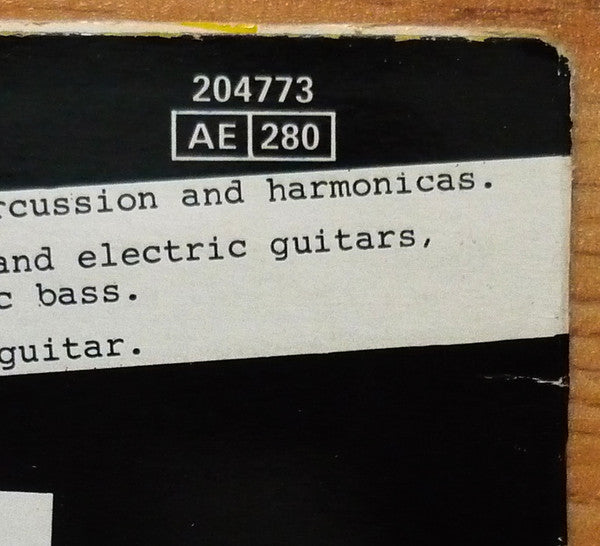 204773
AE 280
rcussion and harmonicas.
and electric guitars,
c bass.
guitar.